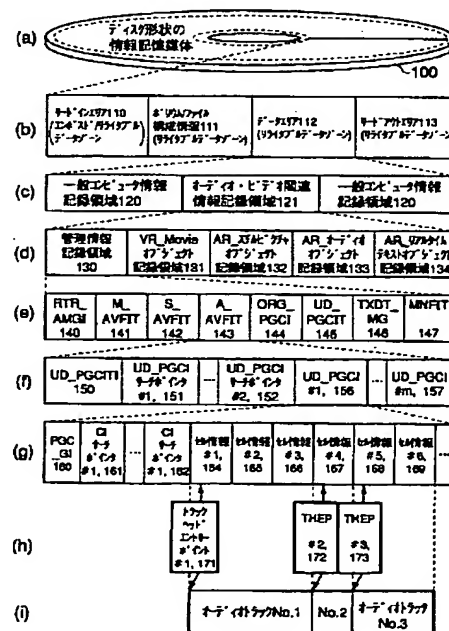 (a)
ディスク形状の
情報記憶媒体
100
(b)
リードインエリア110
(エンボスド/リライタブル)
(データゾーン)
ボリウム/ファイル
構成情報111
(リライタブルデータゾーン)
データエリア112
(リライタブルデータゾーン)
リードアウトエリア113
(リライタブルデータゾーン)
(c)
一般コンピュータ情報
記録領域120
オーディオ・ビデオ関連
情報記録領域121
一般コンピュータ情報
記録領域120
(d)
管理情報
記録領域
130
VR_Movie
オブジェクト
記録領域131
AR_スチルピクチャ
オブジェクト
記録領域132
AR_オーディオ
オブジェクト
記録領域133
AR_リアルタイム
テキストオブジェクト
記録領域134
(e)
RTR_
AMGI
140
M_
AVFIT
141
S_
AVFIT
142
A_
AVFIT
143
ORG_
PGCI
144
UD_
PGCIT
145
TXDT_
MG
146
MNFIT
147
(f)
UD_PGCITI
150
UD_PGCI
サーチポインタ
#1, 151
…
UD_PGCI
サーチポインタ
#2, 152
UD_PGCI
#1, 156
…
UD_PGCI
#m, 157
(g)
PGC
_GI
160
CI
サーチ
ポインタ
#1, 161
…
CI
サーチ
ポインタ
#1, 162
セル情報
#1,
164
セル情報
#2,
165
セル情報
#3,
166
セル情報
#4,
167
セル情報
#5,
168
セル情報
#6,
169
…
(h)
トラック
ヘッド
エントリー
ポイント
#1, 171
THEP
#2,
172
THEP
#3,
173
(i)
オーディオトラックNo.1
No.2
オーディオトラック
No.3